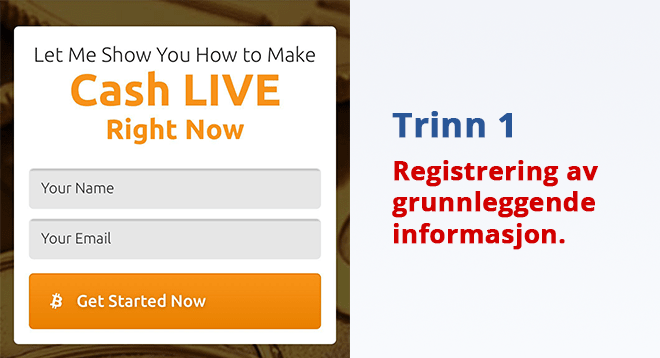 Let Me Show You How to Make
Cash LIVE
Right Now
Your Name
Your Email
Get Started Now
Trinn 1
Registrering av
grunnleggende
informasjon.